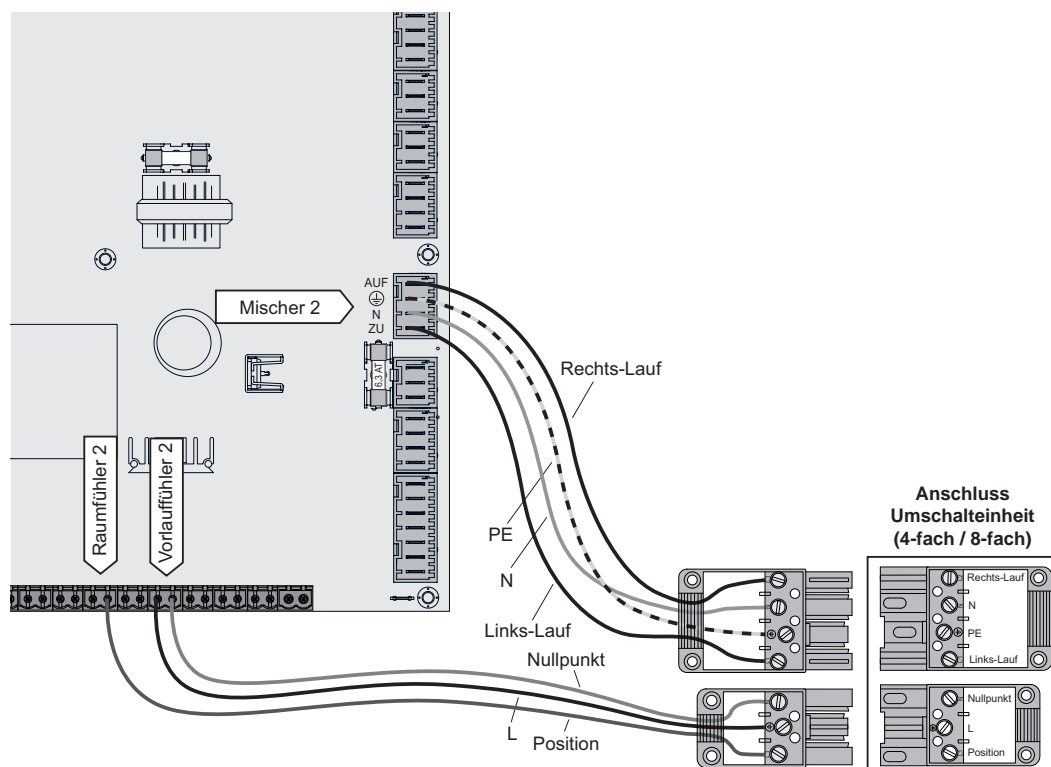 AUF
N
ZU
Mischer 2
6,3 AT
Raumfühler 2
Vorlauffühler 2
Rechts-Lauf
PE
N
Links-Lauf
Nullpunkt
L
Position
Anschluss
Umschalteinheit
(4-fach / 8-fach)
Rechts-Lauf
N
PE
Links-Lauf
Nullpunkt
L
Position